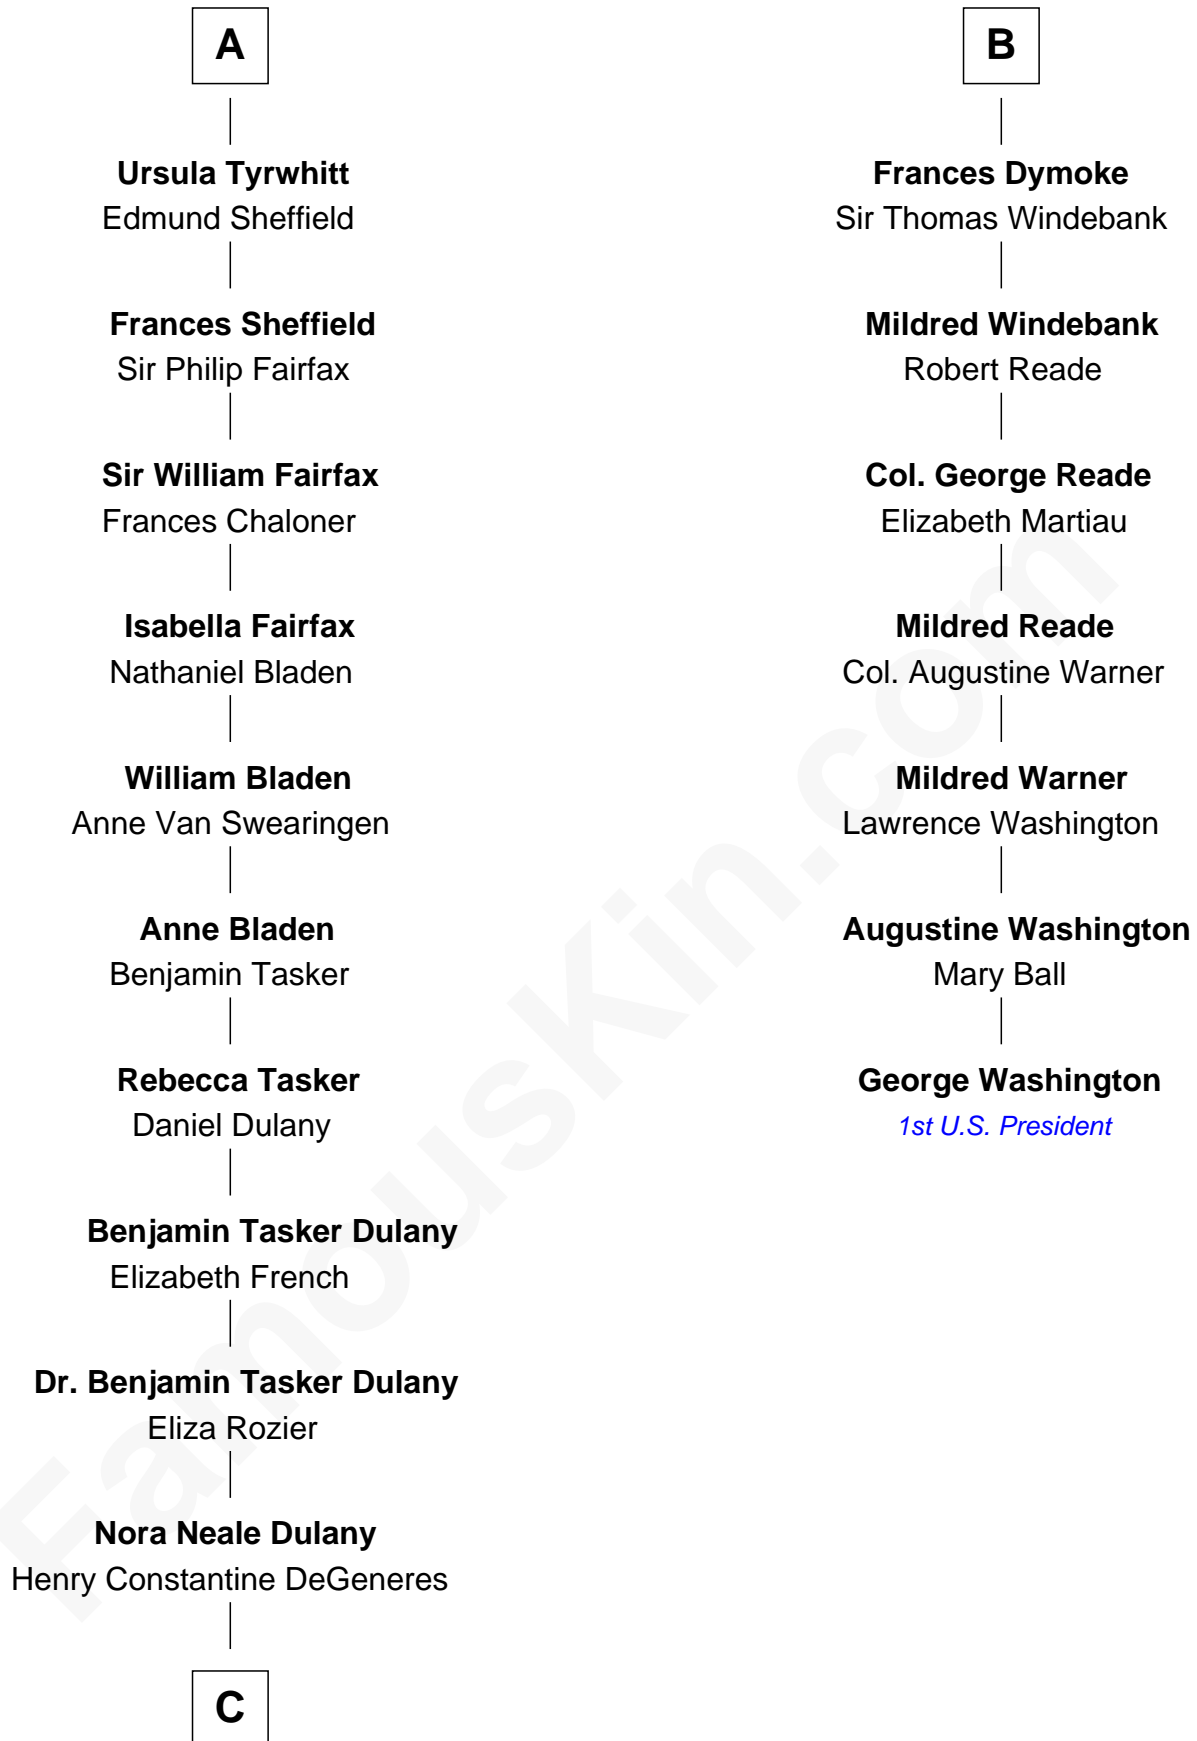 A
Ursula Tyrwhitt
Edmund Sheffield
Frances Sheffield
Sir Philip Fairfax
Sir William Fairfax
Frances Chaloner
Isabella Fairfax
Nathaniel Bladen
William Bladen
Anne Van Swearingen
Anne Bladen
Benjamin Tasker
Rebecca Tasker
Daniel Dulany
Benjamin Tasker Dulany
Elizabeth French
Dr. Benjamin Tasker Dulany
Eliza Rozier
Nora Neale Dulany
Henry Constantine DeGeneres
C
B
Frances Dymoke
Sir Thomas Windebank
Mildred Windebank
Robert Reade
Col. George Reade
Elizabeth Martiau
Mildred Reade
Col. Augustine Warner
Mildred Warner
Lawrence Washington
Augustine Washington
Mary Ball
George Washington
1st U.S. President
FamousKin.com